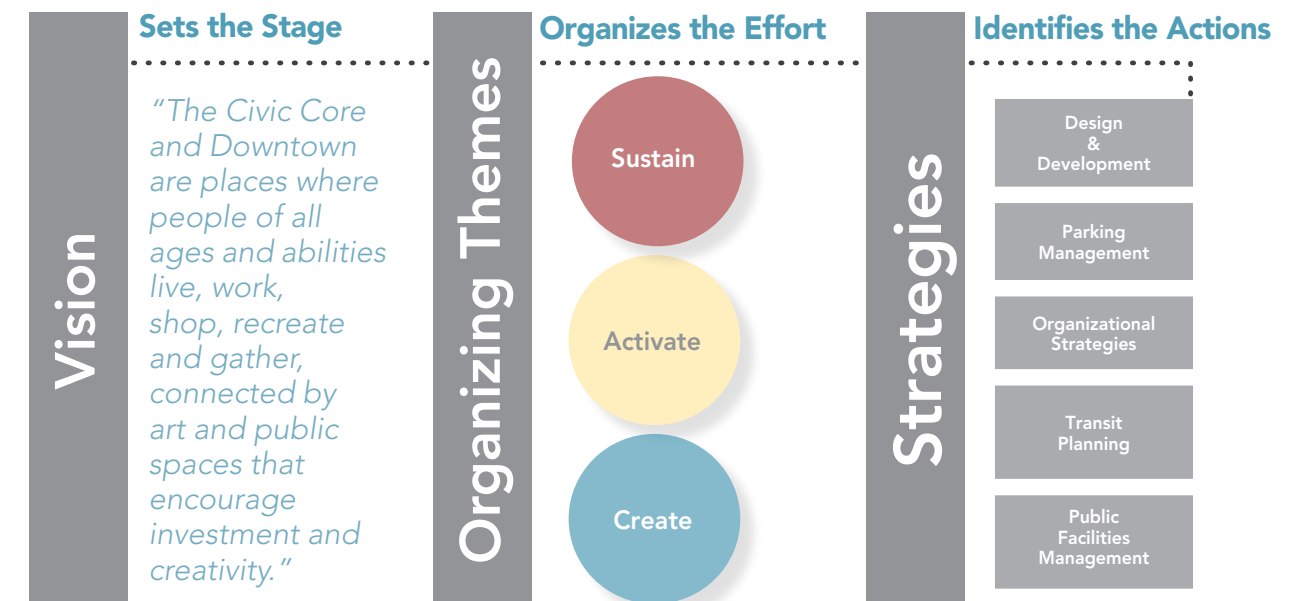 Vision
Sets the Stage
“The Civic Core
and Downtown
are places where
people of all
ages and abilities
live, work,
shop, recreate
and gather,
connected by
art and public
spaces that
encourage
investment and
creativity.”
Organizing Themes
Organizes the Effort
Sustain
Activate
Create
Strategies
Identifies the Actions
Design
&
Development
Parking
Management
Organizational
Strategies
Transit
Planning
Public
Facilities
Management